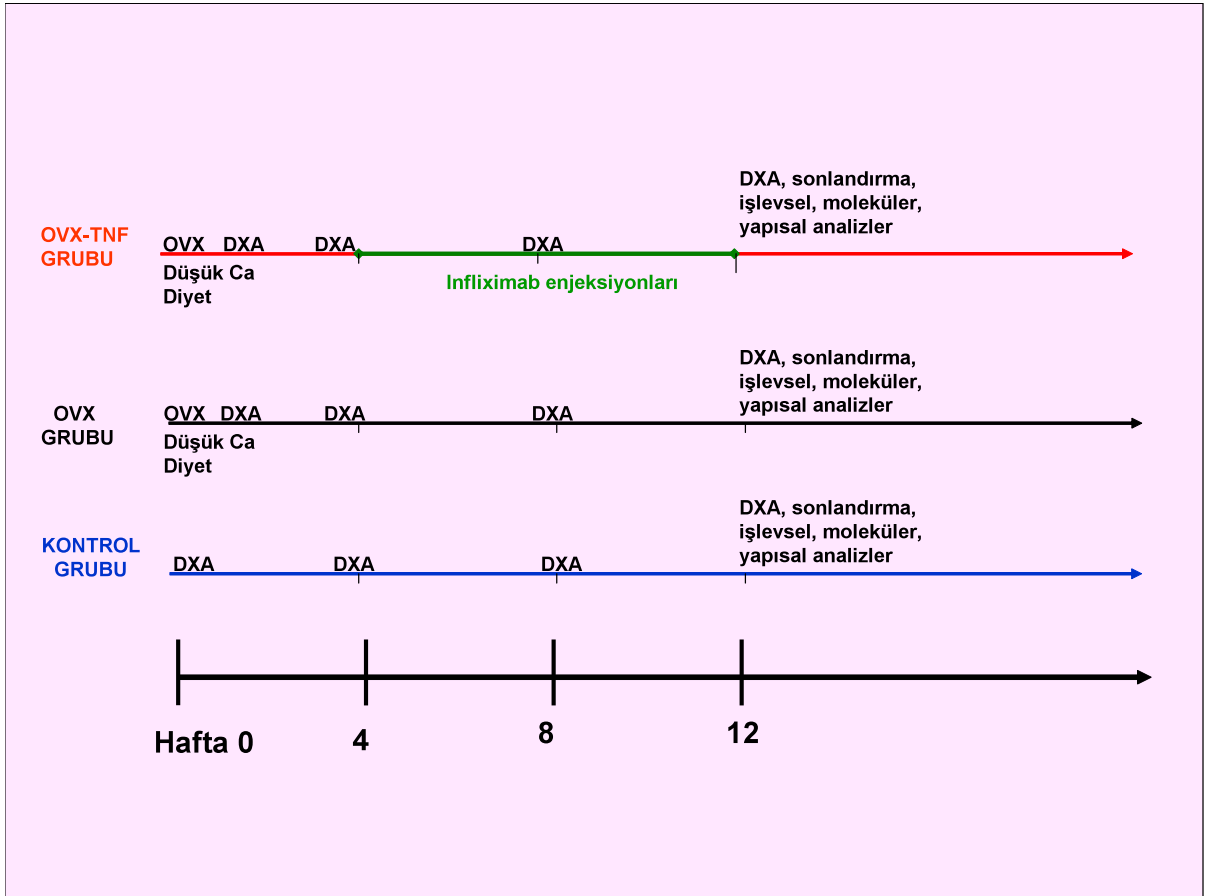 DXA, sonlandırma,
işlevsel, moleküler,
yapısal analizler
OVX-TNF
GRUBU
OVX DXA DXA DXA
Düşük Ca
Diyet
Infliximab enjeksiyonları
DXA, sonlandırma,
işlevsel, moleküler,
yapısal analizler
OVX
GRUBU
OVX DXA DXA DXA
Düşük Ca
Diyet
DXA, sonlandırma,
işlevsel, moleküler,
yapısal analizler
KONTROL
GRUBU
DXA DXA DXA
Hafta 0 4 8 12